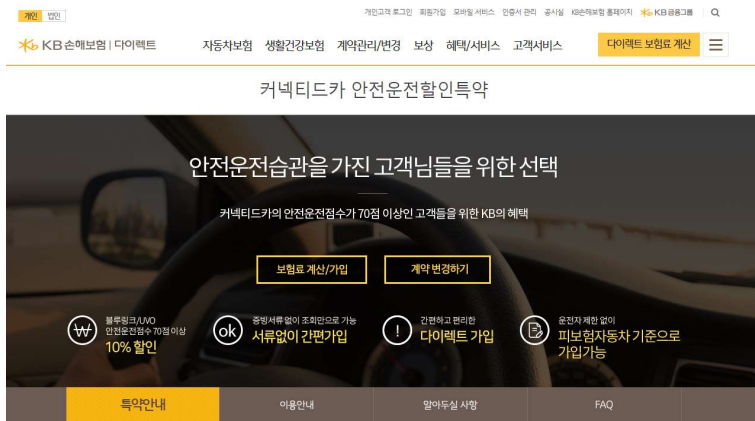 개인 법인
개인고객 로그인 회원가입 모바일 서비스 인증서 관리 공시실 KB손해보험 홈페이지 KB금융그룹
KB손해보험 | 다이렉트 자동차보험 생활건강보험 계약관리/변경 보상 혜택/서비스 고객서비스 다이렉트 보험료 계산
커넥티드카 안전운전할인특약
안전운전습관을 가진 고객님들을 위한 선택
커넥티드카의 안전운전점수가 70점 이상인 고객들을 위한 KB의 혜택
보험료 계산/가입 계약 변경하기
블루링크/UVO
안전운전점수 70점 이상
10% 할인
ok
증빙서류 없이 조회만으로 가능
서류없이 간편가입
!
간편하고 편리한
다이렉트 가입
운전자 제한 없이
피보험자동차 기준으로
가입가능
특약안내 이용안내 알아두실 사항 FAQ